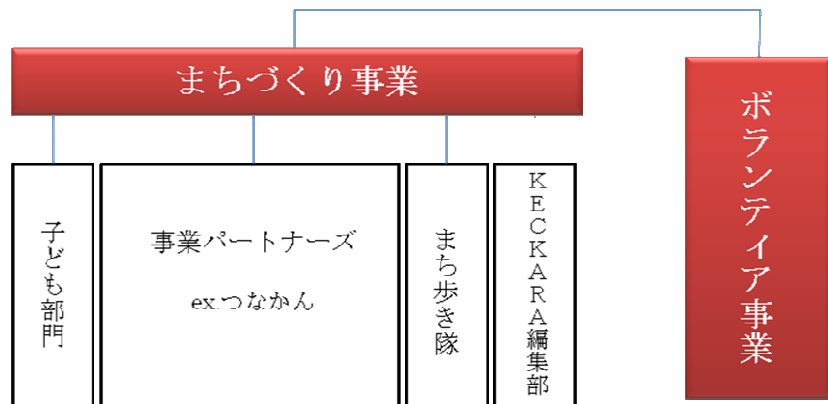 まちづくり事業
ボランティア事業
子ども部門
事業パートナーズ
ex.つなかん
まち歩き隊
KECKARA編集部